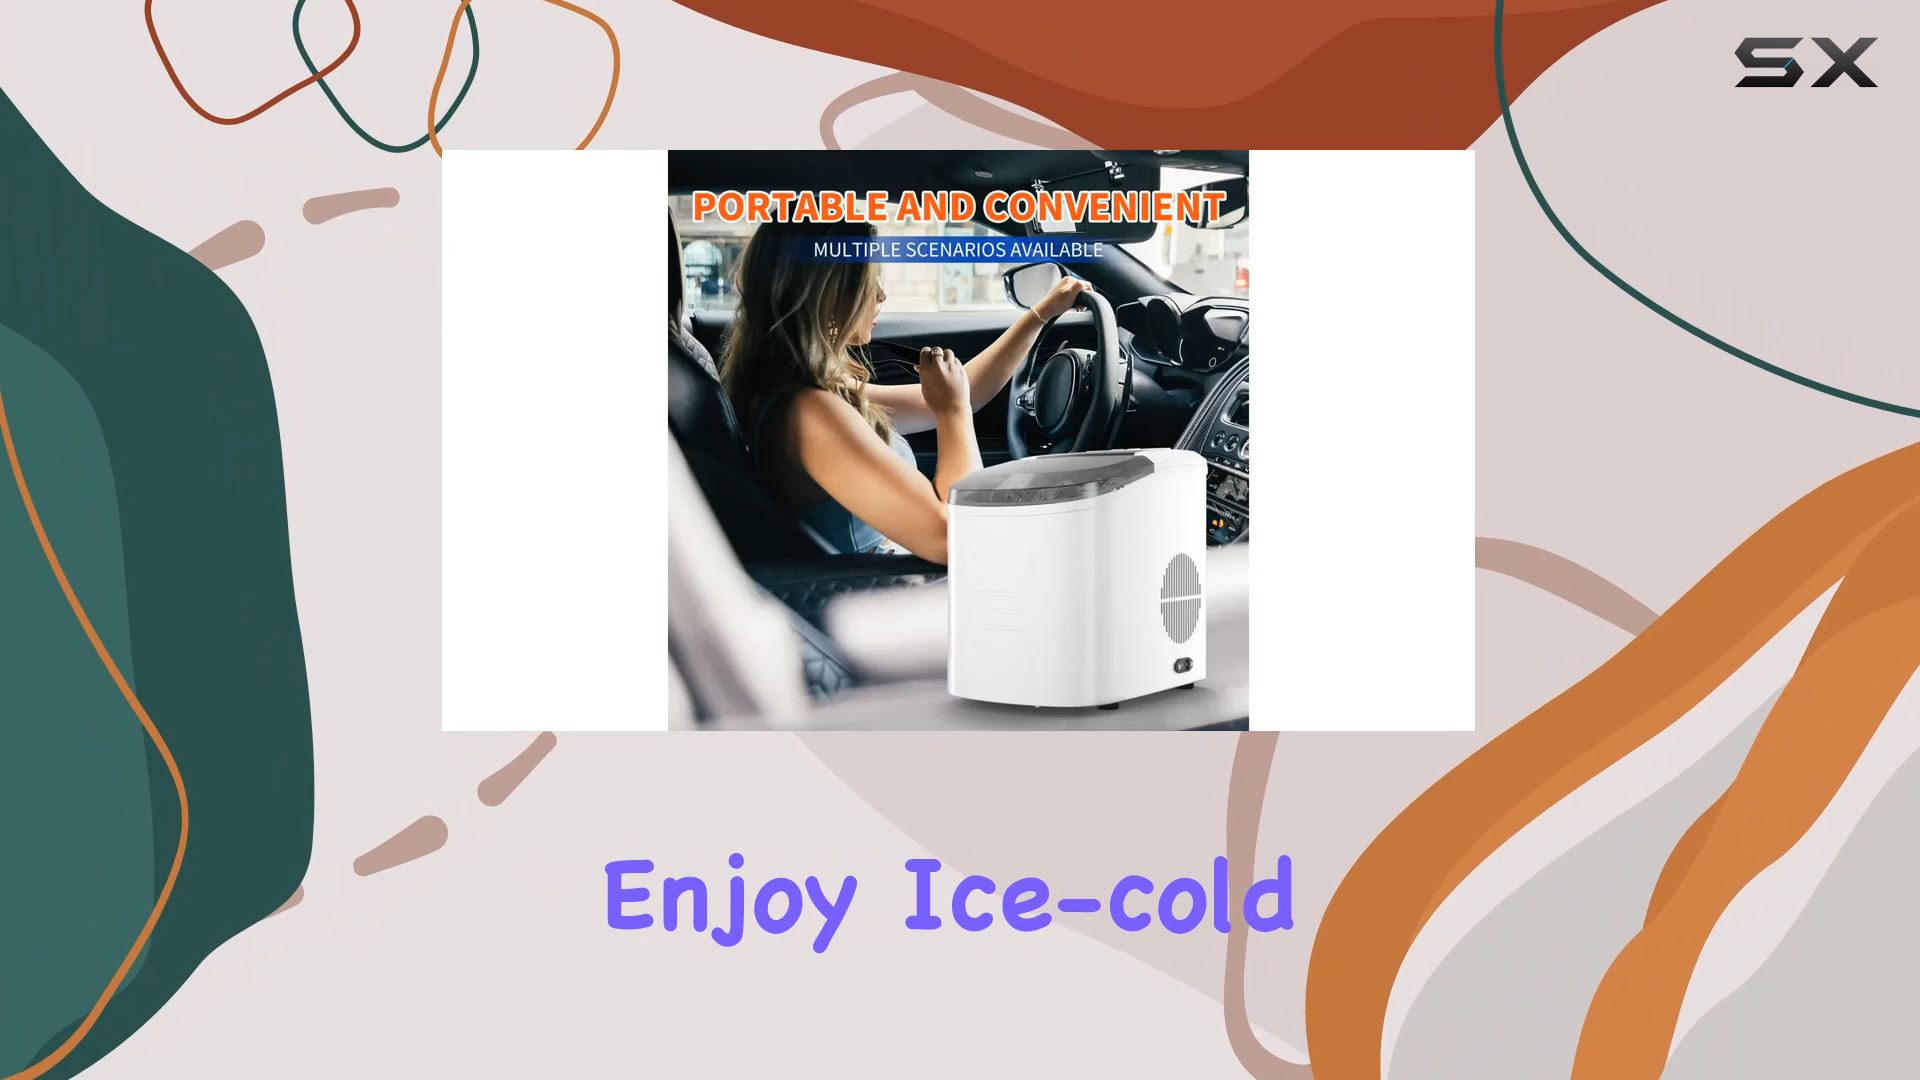 SX
PORTABLE AND CONVENIENT
MULTIPLE SCENARIOS AVAILABLE
Enjoy Ice-cold